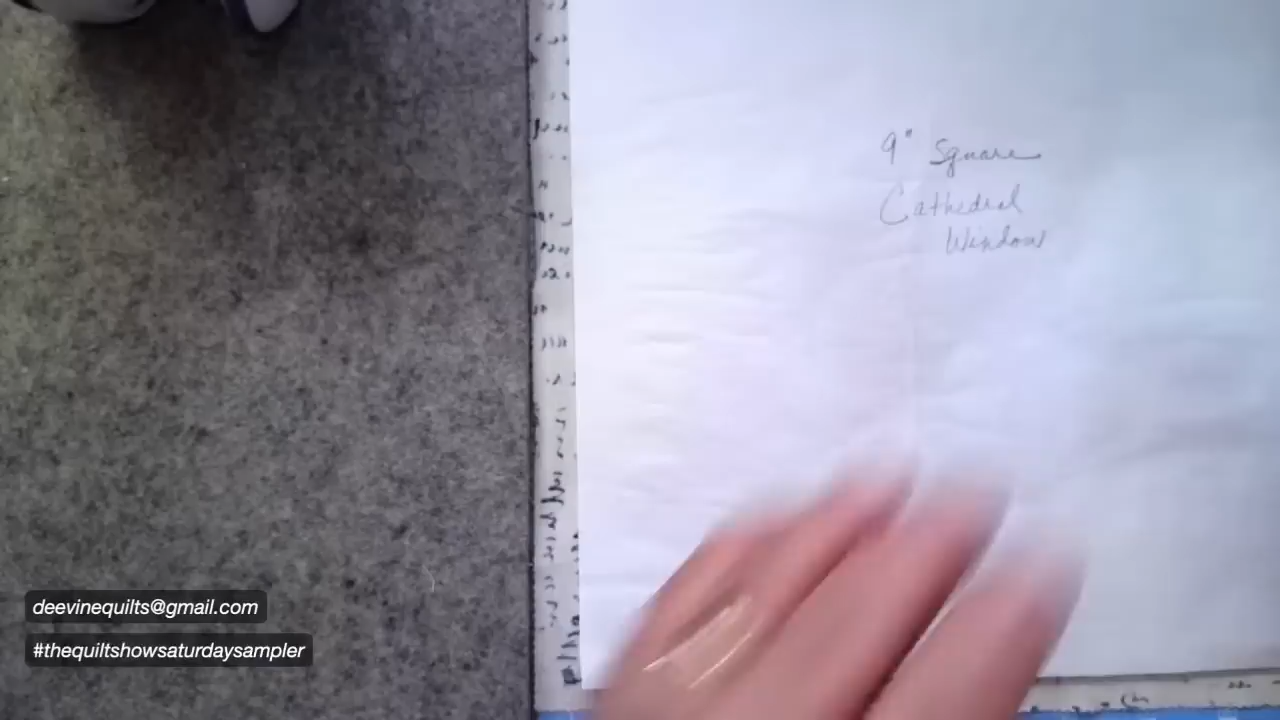 9" Square
Cathedral
Window
deevinequilts@gmail.com
#thequiltshowsaturdaysampler